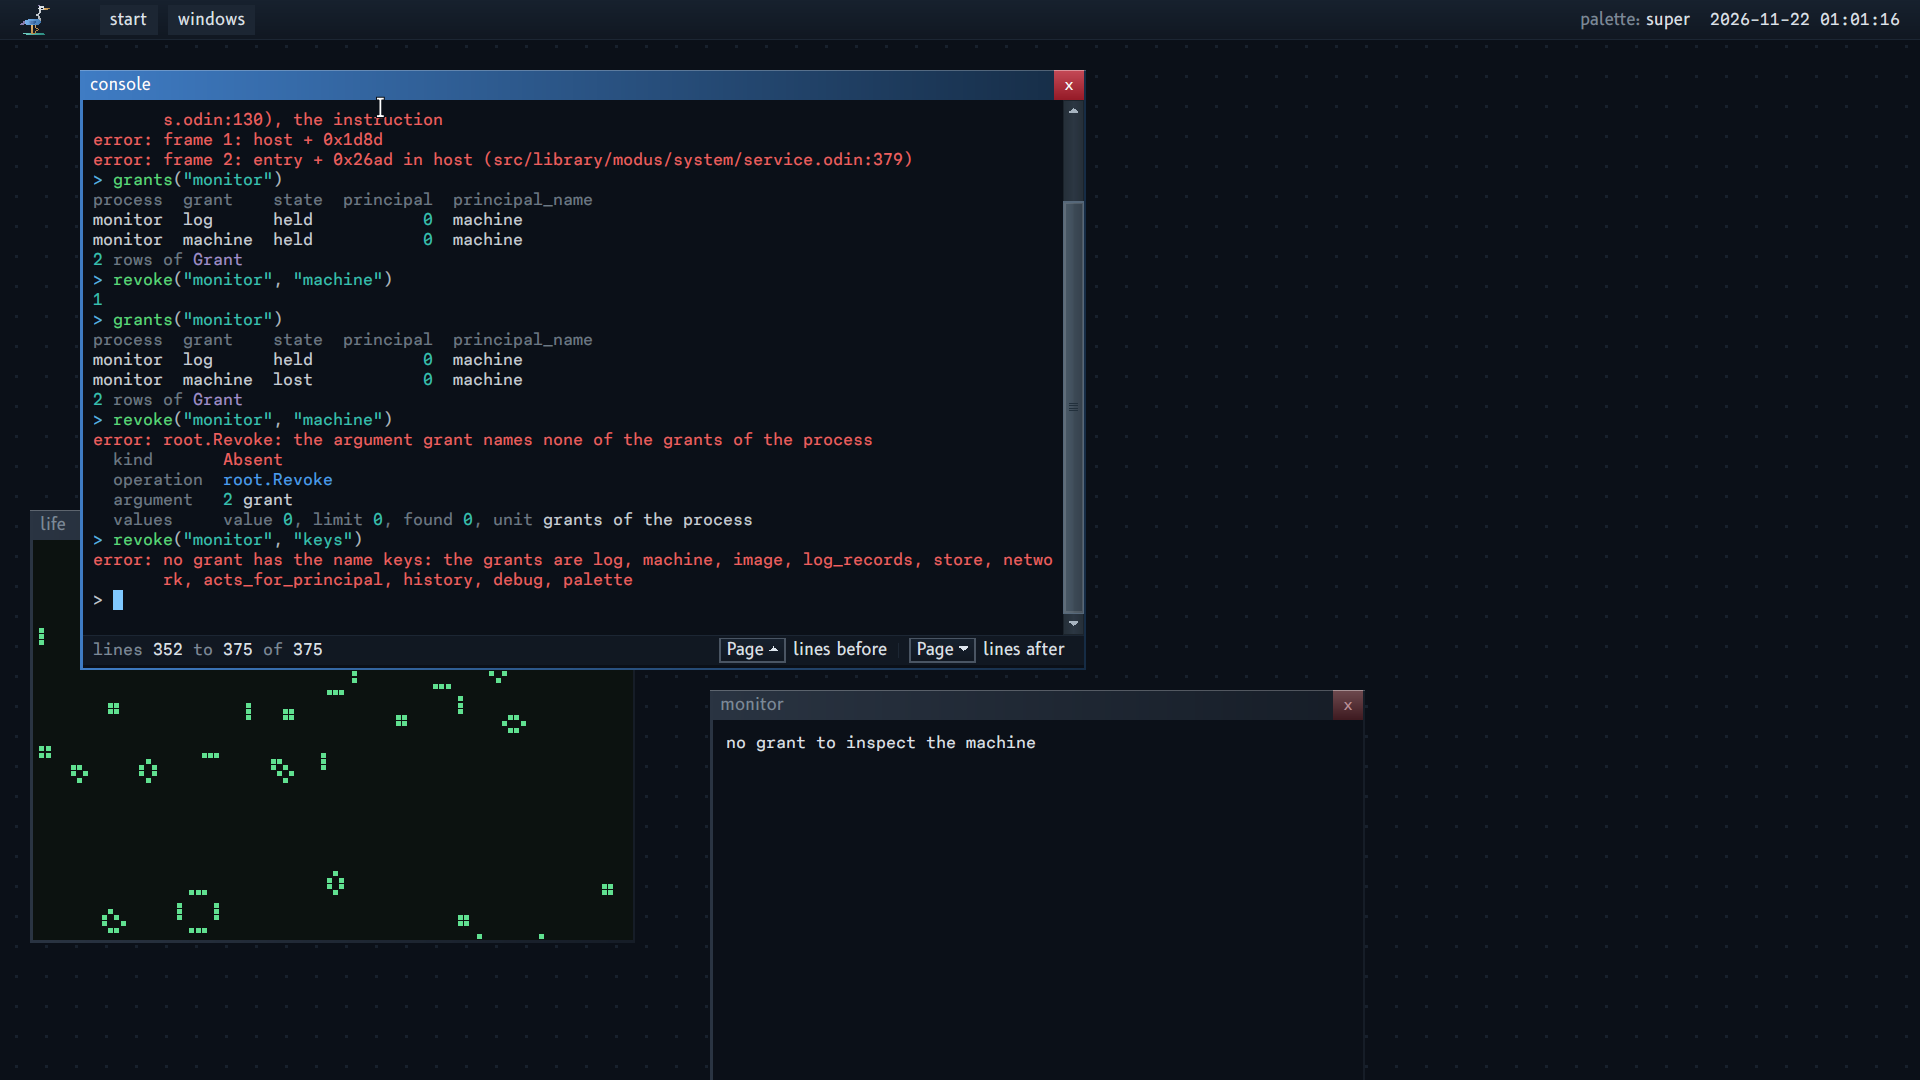 start windows palette: super 2026-11-22 01:01:16
console x
s.odin:130), the instruction
error: frame 1: host + 0x1d8d
error: frame 2: entry + 0x26ad in host (src/library/modus/system/service.odin:379)
> grants("monitor")
process grant state principal principal_name
monitor log held 0 machine
monitor machine held 0 machine
2 rows of Grant
> revoke("monitor", "machine")
1
> grants("monitor")
process grant state principal principal_name
monitor log held 0 machine
monitor machine lost 0 machine
2 rows of Grant
> revoke("monitor", "machine")
error: root.Revoke: the argument grant names none of the grants of the process
kind Absent
operation root.Revoke
argument 2 grant
values value 0, limit 0, found 0, unit grants of the process
> revoke("monitor", "keys")
error: no grant has the name keys: the grants are log, machine, image, log_records, store, netwo
rk, acts_for_principal, history, debug, palette
>
lines 352 to 375 of 375 Page lines before Page lines after
life
monitor x
no grant to inspect the machine